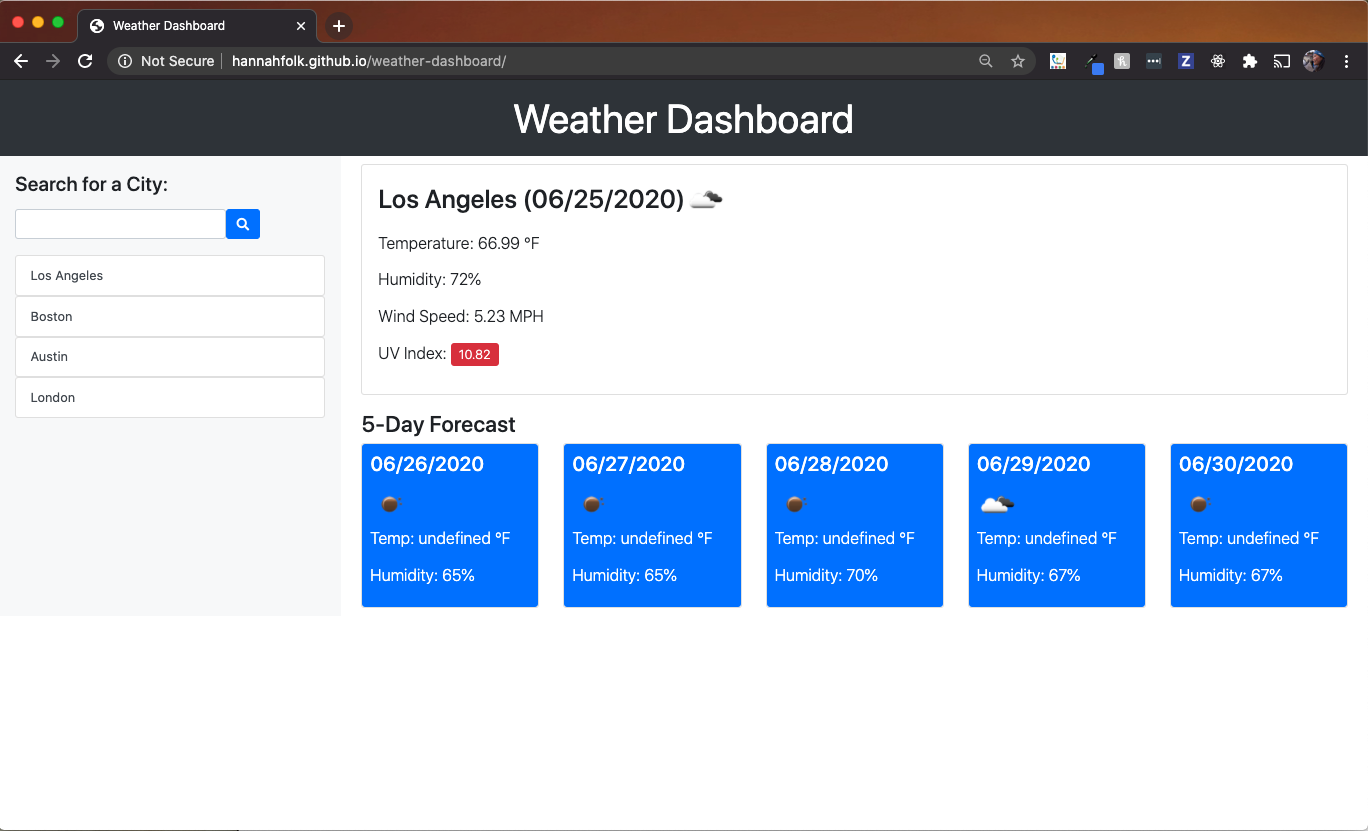 Weather Dashboard
Not Secure hannahfolk.github.io/weather-dashboard/
Z
Weather Dashboard
Search for a City:
Los Angeles
Boston
Austin
London
Los Angeles (06/25/2020)
Temperature: 66.99 °F
Humidity: 72%
Wind Speed: 5.23 MPH
UV Index: 10.82
5-Day Forecast
06/26/2020
Temp: undefined °F
Humidity: 65%
06/27/2020
Temp: undefined °F
Humidity: 65%
06/28/2020
Temp: undefined °F
Humidity: 70%
06/29/2020
Temp: undefined °F
Humidity: 67%
06/30/2020
Temp: undefined °F
Humidity: 67%